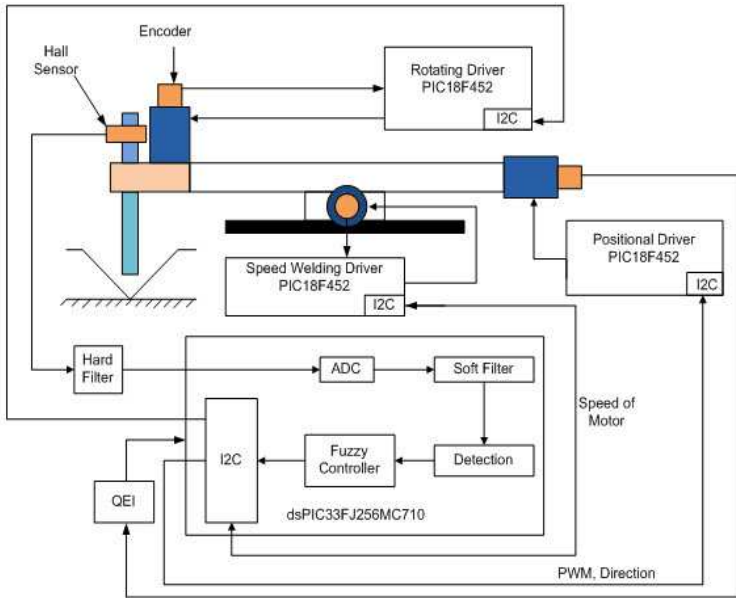 Encoder
Hall
Sensor
Rotating Driver
PIC18F452
I2C
Positional Driver
PIC18F452
I2C
Speed Welding Driver
PIC18F452
I2C
Hard
Filter
ADC
Soft Filter
Speed of
Motor
I2C
Fuzzy
Controller
Detection
QEI
dsPIC33FJ256MC710
PWM, Direction